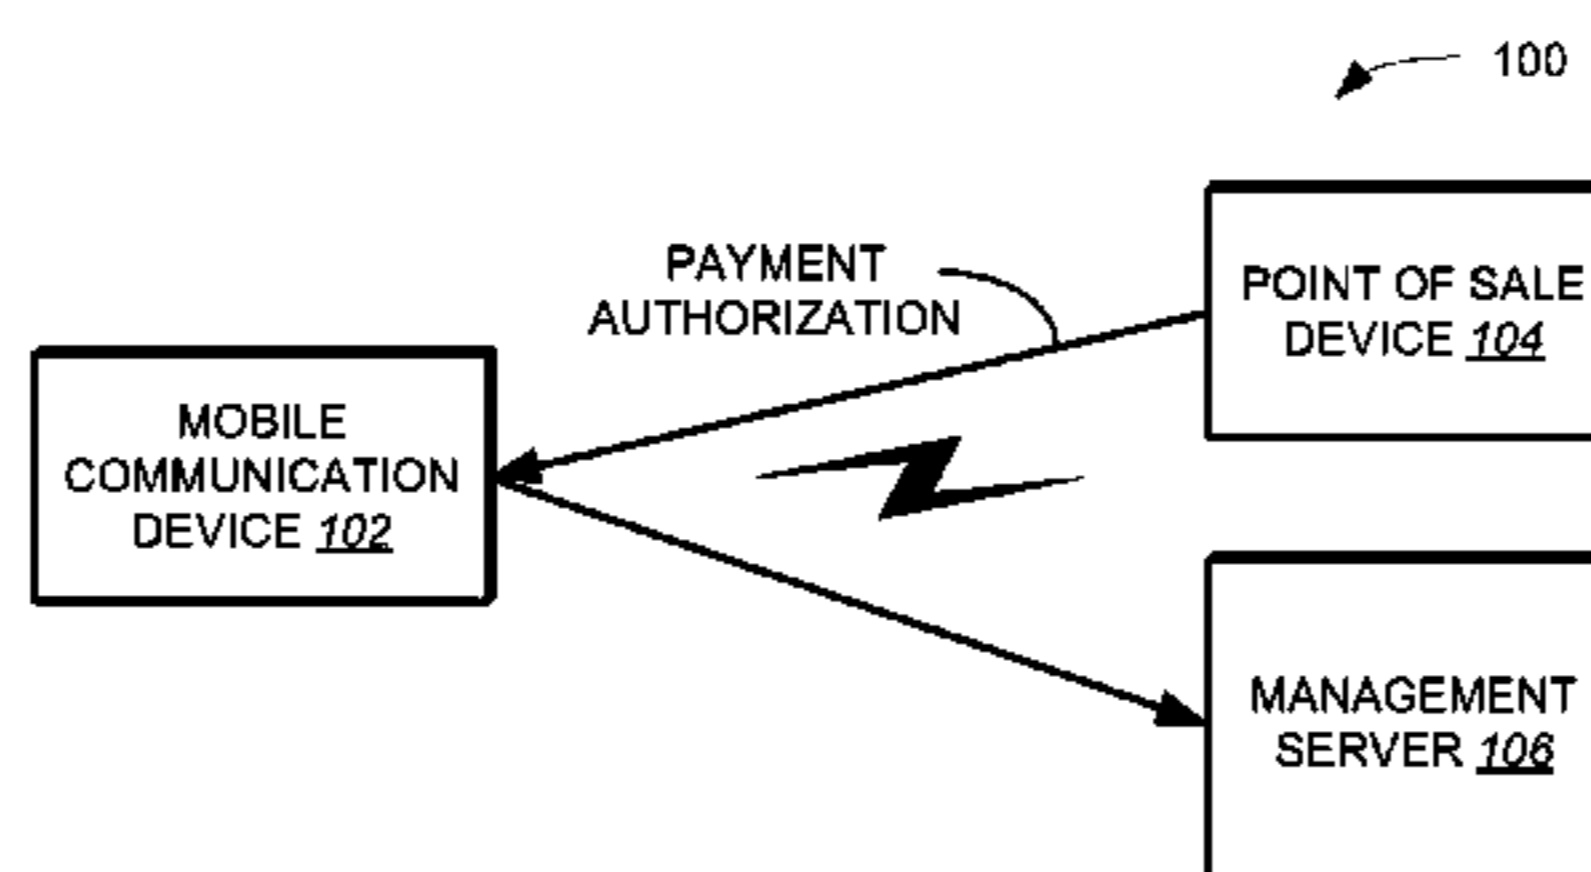 100
PAYMENT
AUTHORIZATION
POINT OF SALE
DEVICE 104
MOBILE
COMMUNICATION
DEVICE 102
MANAGEMENT
SERVER 106